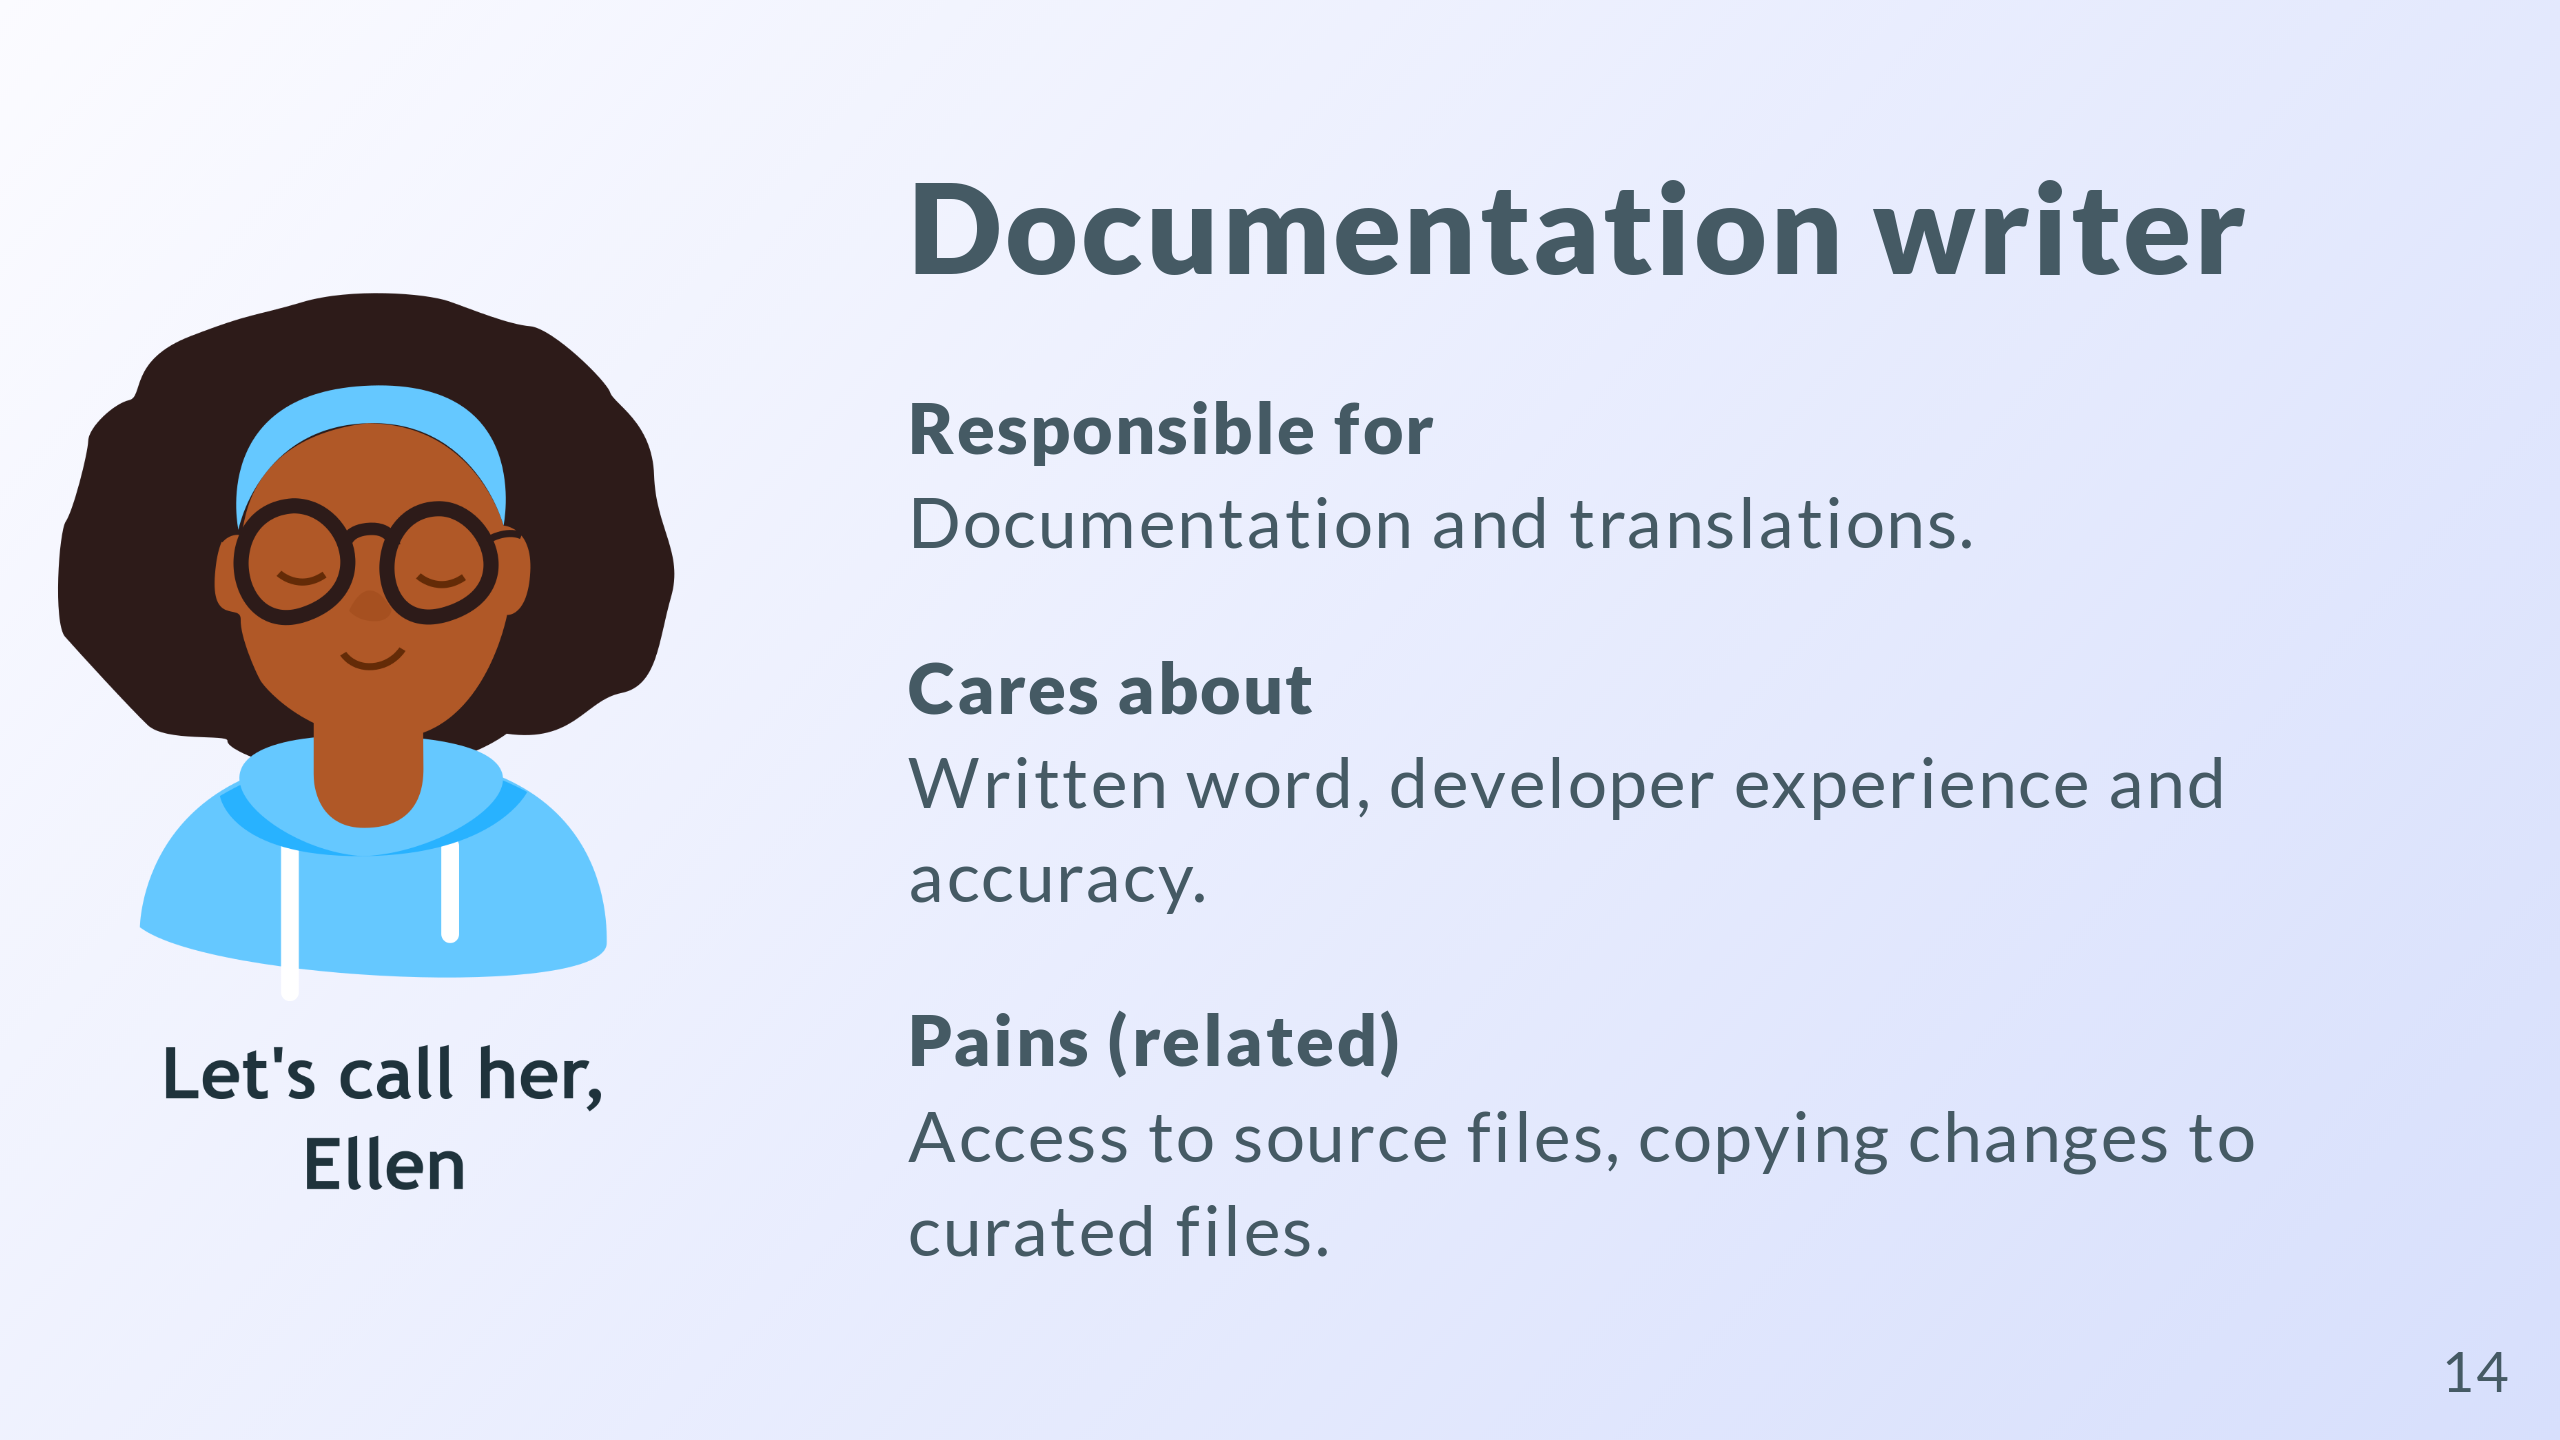 Documentation writer
Responsible for
Documentation and translations.
Cares about
Written word, developer experience and
accuracy.
Pains (related)
Access to source files, copying changes to
curated files.
Let's call her,
Ellen
14